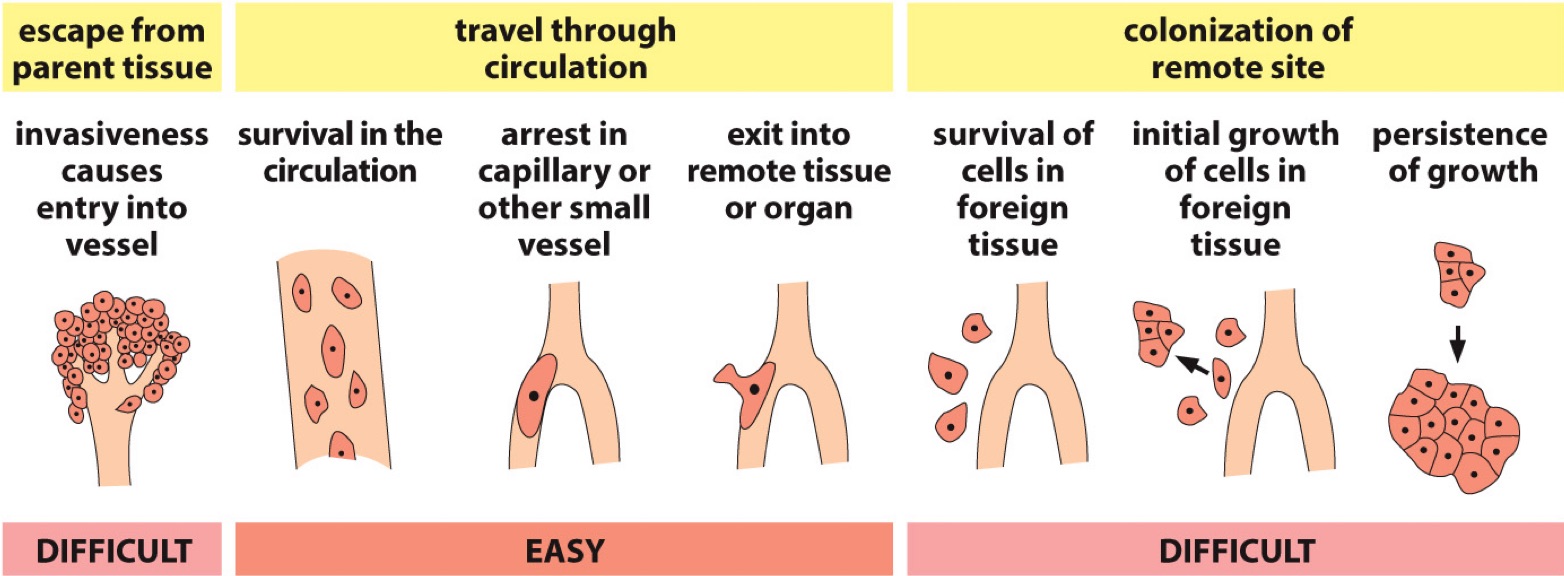 escape from
parent tissue
travel through
circulation
colonization of
remote site
invasiveness
causes
entry into
vessel
survival in the
circulation
arrest in
capillary or
other small
vessel
exit into
remote tissue
or organ
survival of
cells in
foreign
tissue
initial growth
of cells in
foreign
tissue
persistence
of growth
DIFFICULT
EASY
DIFFICULT